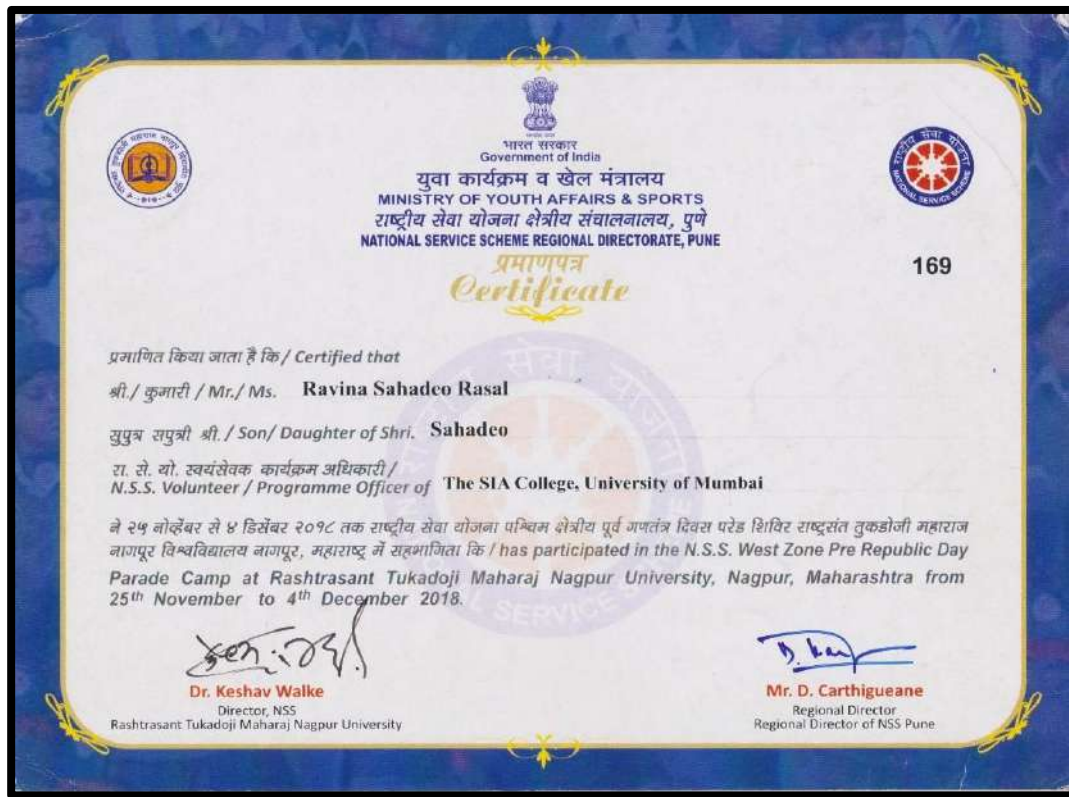 भारत सरकार
Government of India
युवा कार्यक्रम व खेल मंत्रालय
MINISTRY OF YOUTH AFFAIRS & SPORTS
राष्ट्रीय सेवा योजना क्षेत्रीय संचालनालय, पुणे
NATIONAL SERVICE SCHEME REGIONAL DIRECTORATE, PUNE
राष्ट्रीय सेवा योजना
NATIONAL SERVICE SCHEME
प्रमाणपत्र
169
Certificate
प्रमाणित किया जाता है कि / Certified that
श्री./ कुमारी / Mr./ Ms. Ravina Sahadeo Rasal
सुपुत्र सपुत्री श्री. / Son/ Daughter of Shri. Sahadeo
रा. से. यो. स्वयंसेवक कार्यक्रम अधिकारी /
N.S.S. Volunteer / Programme Officer of The SIA College, University of Mumbai
ने २५ नोव्हेंबर से ४ डिसेंबर २०१८ तक राष्ट्रीय सेवा योजना पश्चिम क्षेत्रीय पूर्व गणतंत्र दिवस परेड शिविर राष्ट्रसंत तुकडोजी महाराज
नागपूर विश्वविद्यालय नागपूर, महाराष्ट्र में सहभागिता कि / has participated in the N.S.S. West Zone Pre Republic Day
Parade Camp at Rashtrasant Tukadoji Maharaj Nagpur University, Nagpur, Maharashtra from
25th November to 4th December 2018.
Dr. Keshav Walke
Director, NSS
Rashtrasant Tukadoji Maharaj Nagpur University
Mr. D. Carthigueane
Regional Director
Regional Director of NSS Pune